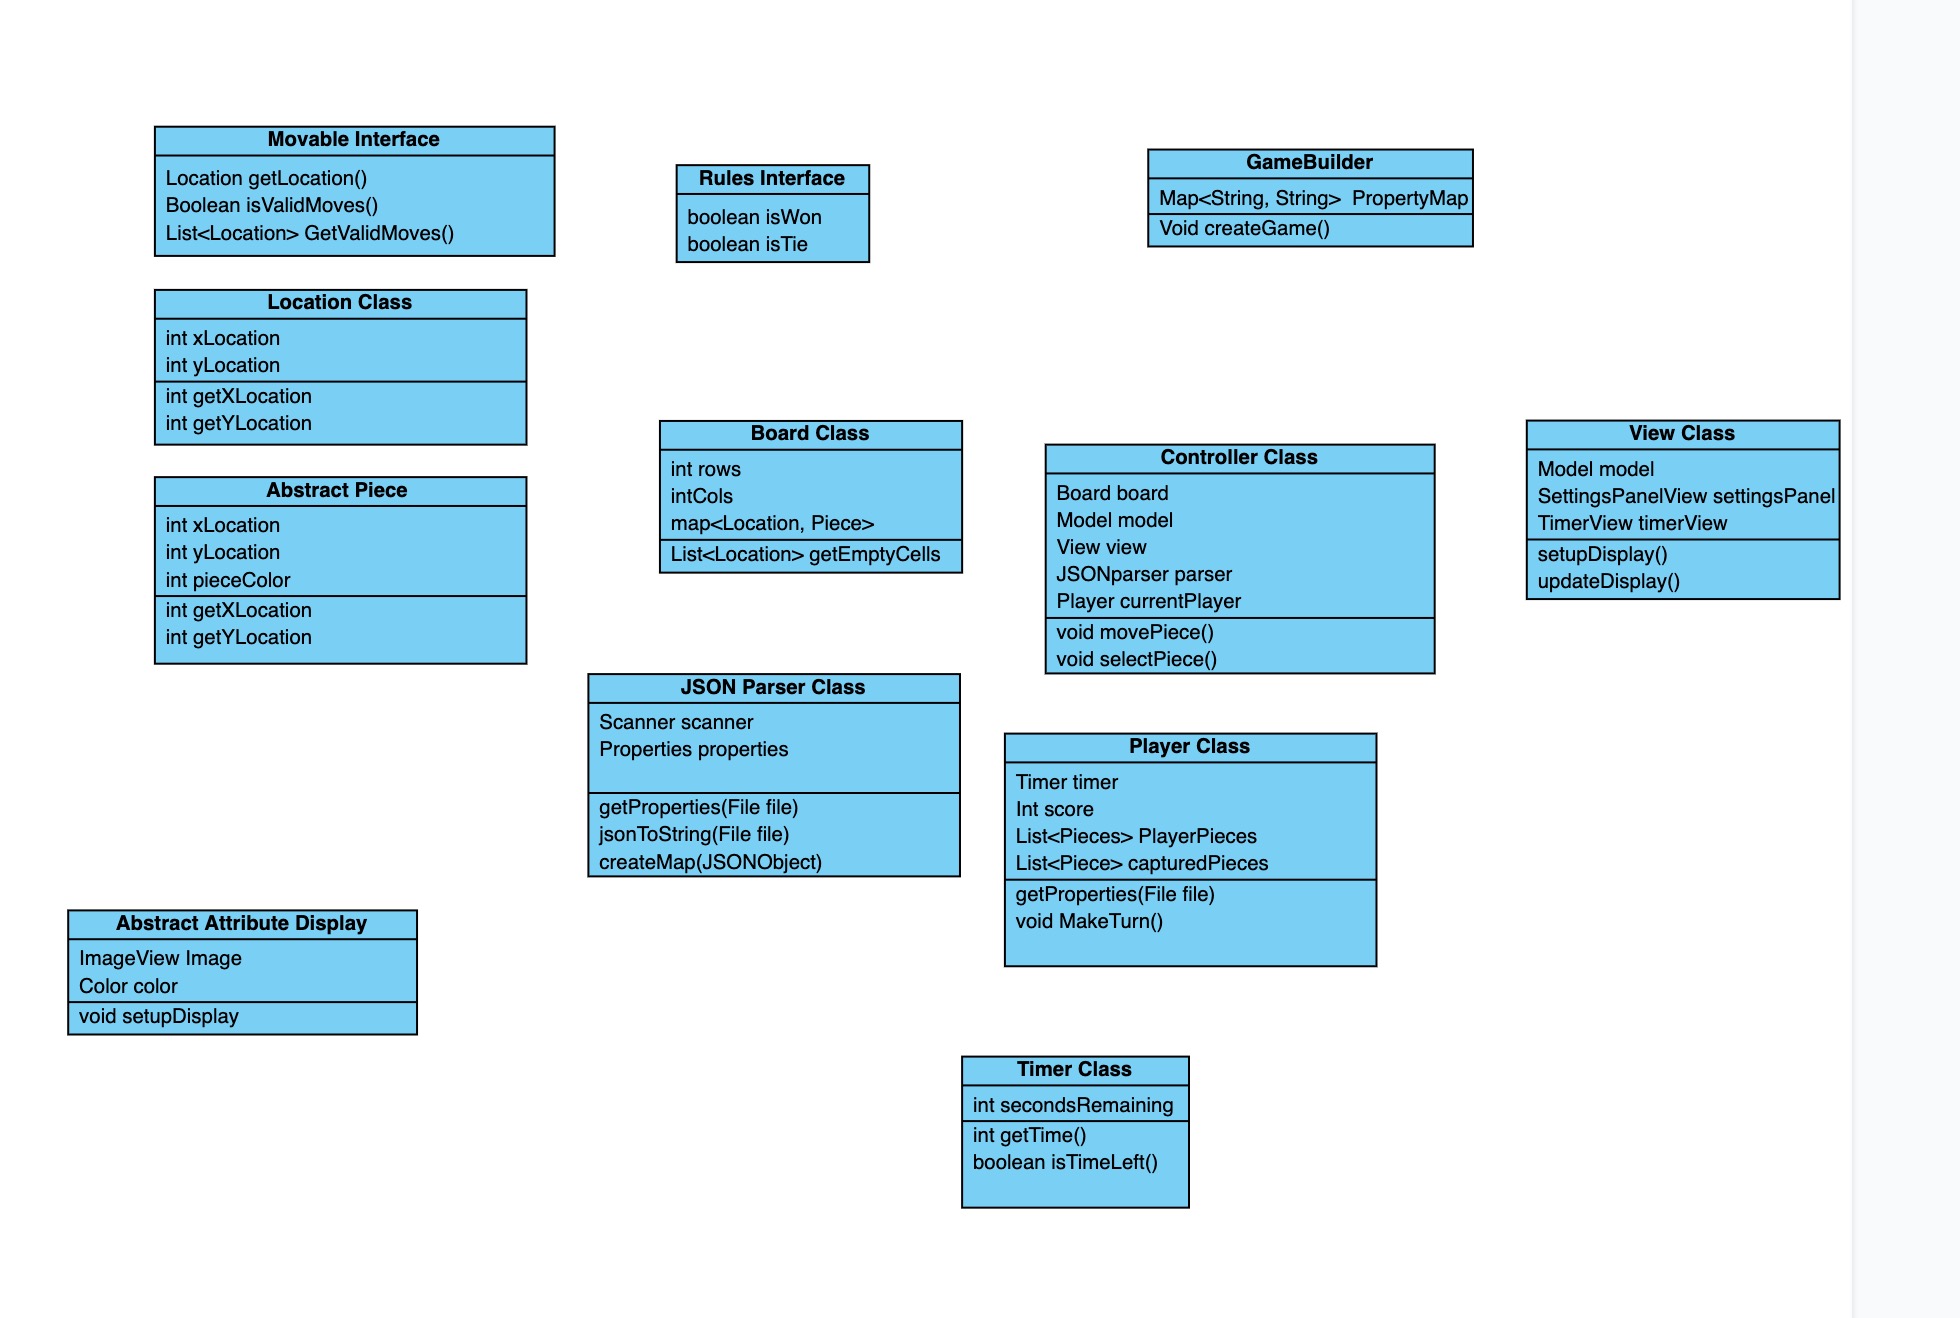 Movable Interface
Location getLocation()
Boolean isValidMoves()
List<Location> GetValidMoves()
Rules Interface
boolean isWon
boolean isTie
GameBuilder
Map<String, String>  PropertyMap
Void createGame()
Location Class
int xLocation
int yLocation
int getXLocation
int getYLocation
Abstract Piece
int xLocation
int yLocation
int pieceColor
int getXLocation
int getYLocation
Board Class
int rows
intCols
map<Location, Piece>
List<Location> getEmptyCells
Controller Class
Board board
Model model
View view
JSONparser parser
Player currentPlayer
void movePiece()
void selectPiece()
View Class
Model model
SettingsPanelView settingsPanel
TimerView timerView
setupDisplay()
updateDisplay()
JSON Parser Class
Scanner scanner
Properties properties
getProperties(File file)
jsonToString(File file)
createMap(JSONObject)
Player Class
Timer timer
Int score
List<Pieces> PlayerPieces
List<Piece> capturedPieces
getProperties(File file)
void MakeTurn()
Abstract Attribute Display
ImageView Image
Color color
void setupDisplay
Timer Class
int secondsRemaining
int getTime()
boolean isTimeLeft()